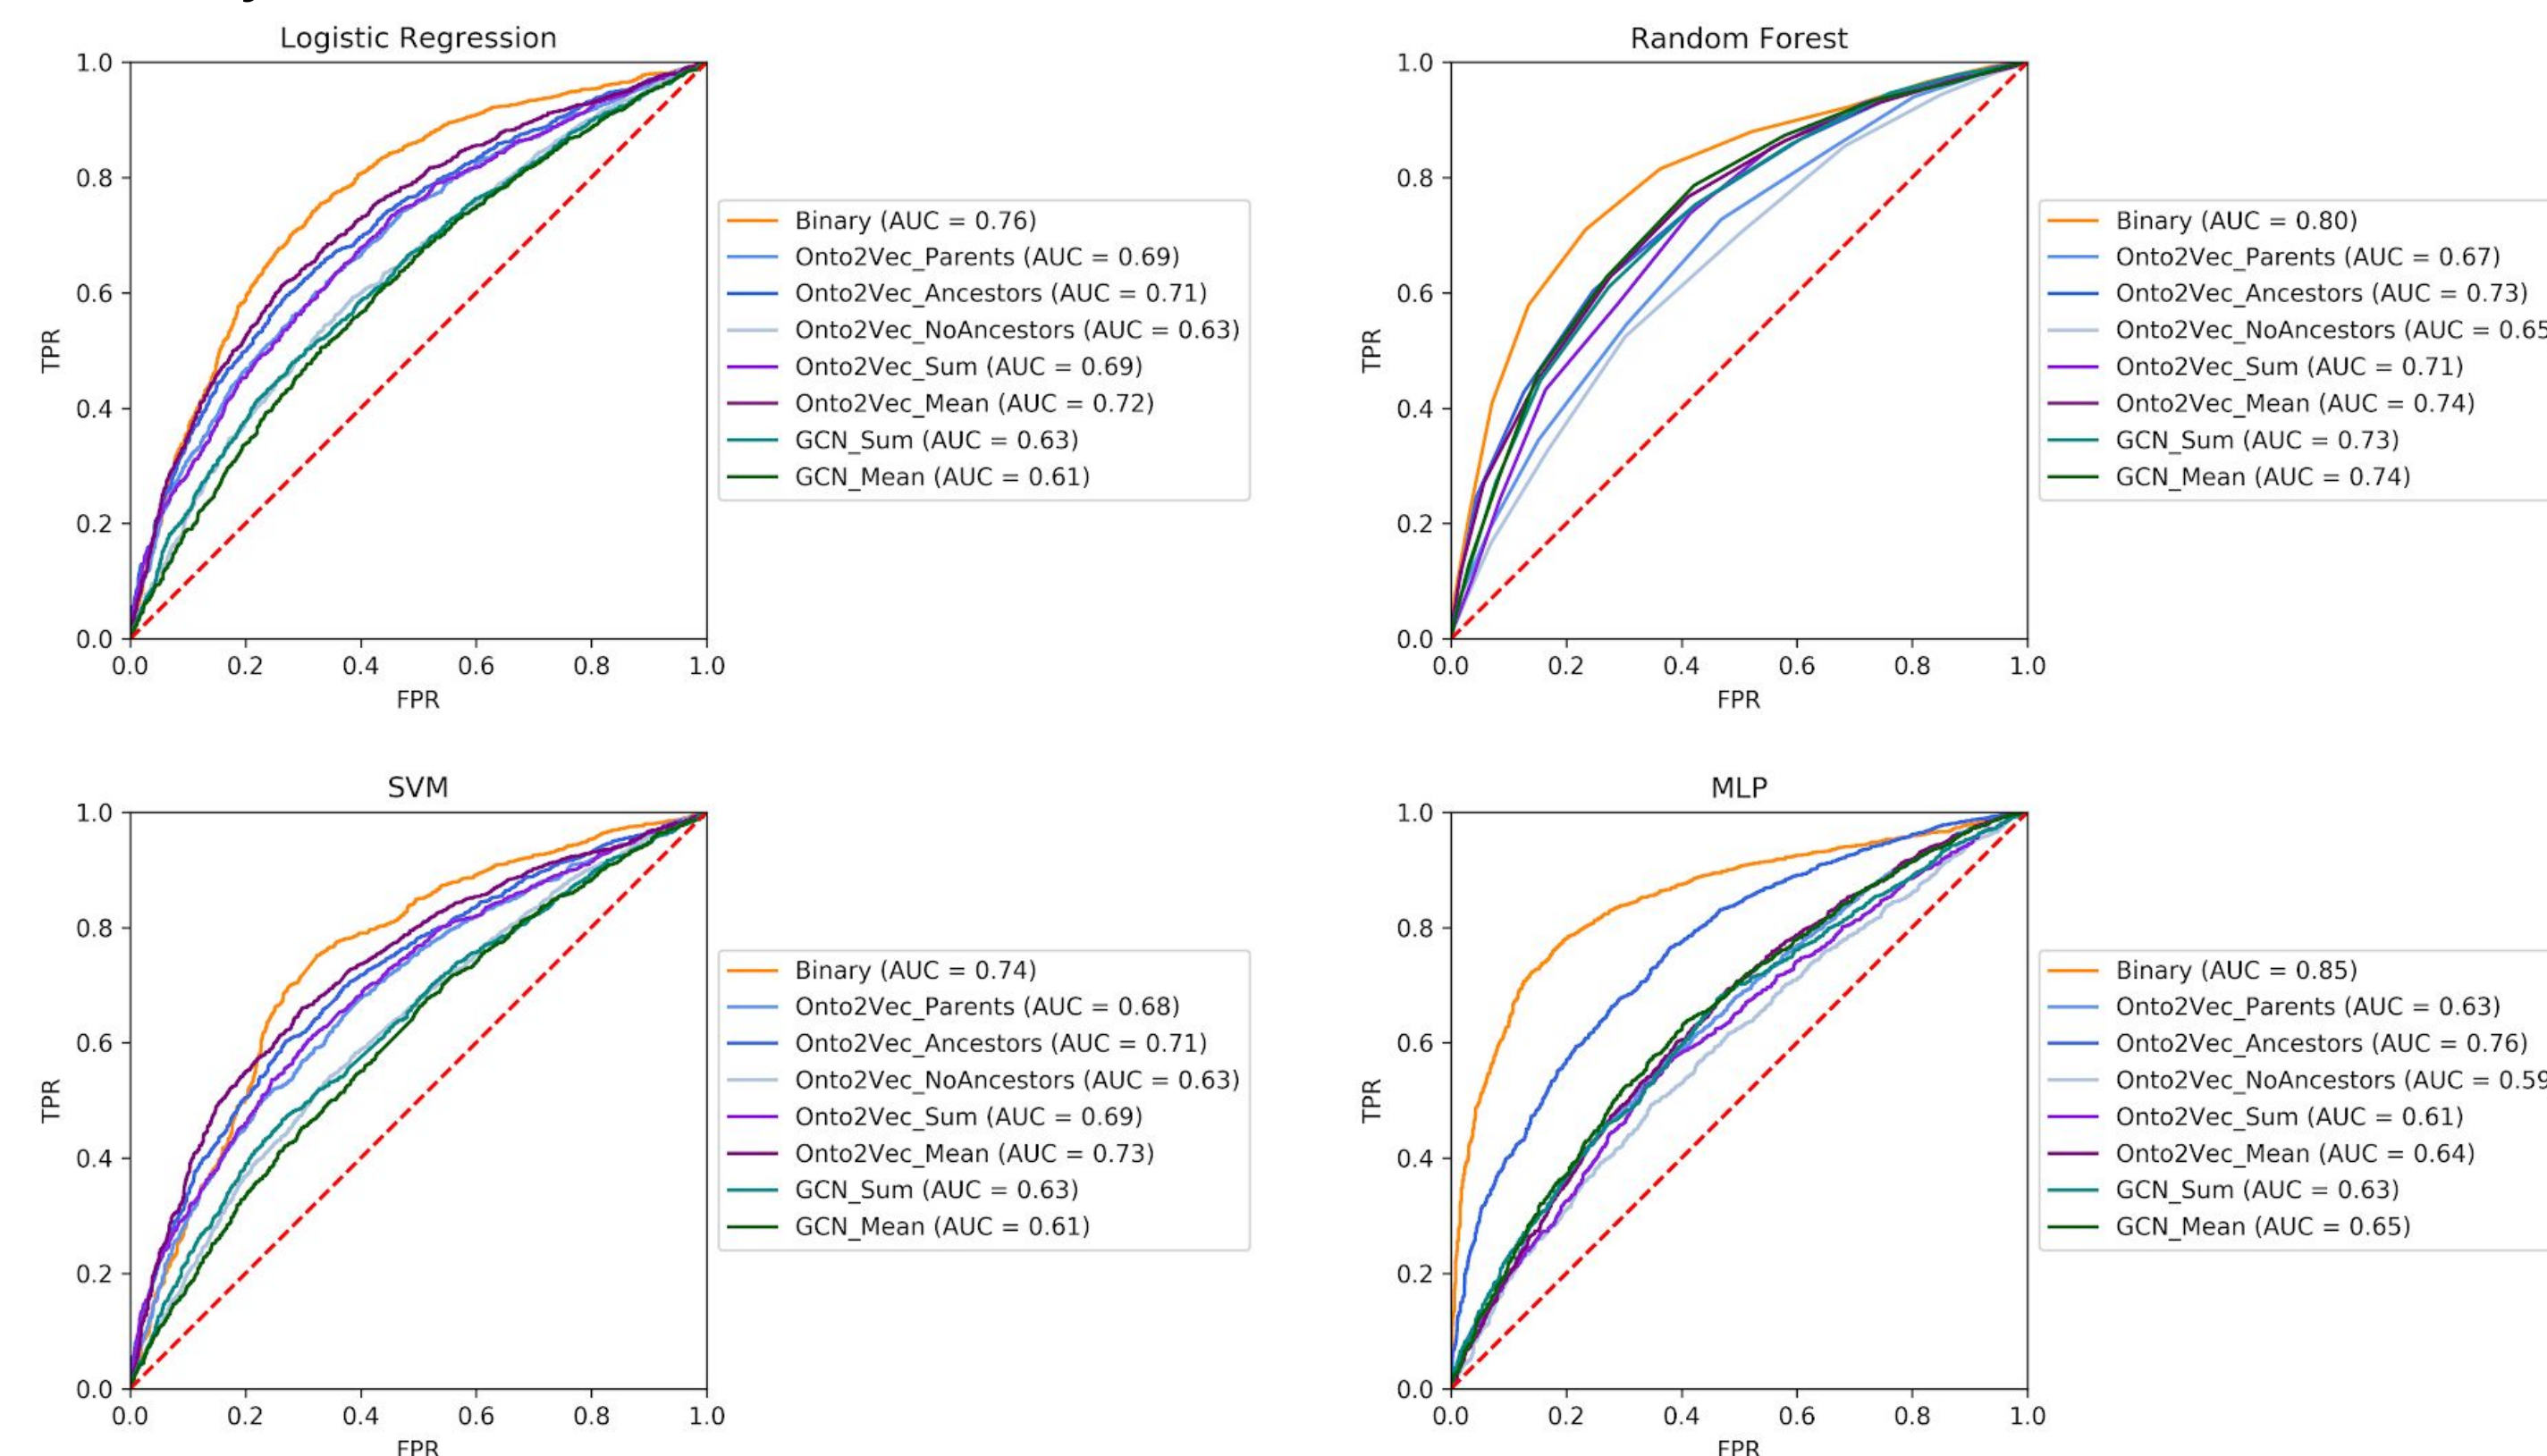 Logistic Regression
1.0
0.8
0.6
0.4
0.2
0.0
TPR
0.0 0.2 0.4 0.6 0.8 1.0
FPR
Binary (AUC = 0.76)
Onto2Vec_Parents (AUC = 0.69)
Onto2Vec_Ancestors (AUC = 0.71)
Onto2Vec_NoAncestors (AUC = 0.63)
Onto2Vec_Sum (AUC = 0.69)
Onto2Vec_Mean (AUC = 0.72)
GCN_Sum (AUC = 0.63)
GCN_Mean (AUC = 0.61)
Random Forest
1.0
0.8
0.6
0.4
0.2
0.0
TPR
0.0 0.2 0.4 0.6 0.8 1.0
FPR
Binary (AUC = 0.80)
Onto2Vec_Parents (AUC = 0.67)
Onto2Vec_Ancestors (AUC = 0.73)
Onto2Vec_NoAncestors (AUC = 0.65
Onto2Vec_Sum (AUC = 0.71)
Onto2Vec_Mean (AUC = 0.74)
GCN_Sum (AUC = 0.73)
GCN_Mean (AUC = 0.74)
SVM
1.0
0.8
0.6
0.4
0.2
0.0
TPR
0.0 0.2 0.4 0.6 0.8 1.0
FPR
Binary (AUC = 0.74)
Onto2Vec_Parents (AUC = 0.68)
Onto2Vec_Ancestors (AUC = 0.71)
Onto2Vec_NoAncestors (AUC = 0.63)
Onto2Vec_Sum (AUC = 0.69)
Onto2Vec_Mean (AUC = 0.73)
GCN_Sum (AUC = 0.63)
GCN_Mean (AUC = 0.61)
MLP
1.0
0.8
0.6
0.4
0.2
0.0
TPR
0.0 0.2 0.4 0.6 0.8 1.0
FPR
Binary (AUC = 0.85)
Onto2Vec_Parents (AUC = 0.63)
Onto2Vec_Ancestors (AUC = 0.76)
Onto2Vec_NoAncestors (AUC = 0.59
Onto2Vec_Sum (AUC = 0.61)
Onto2Vec_Mean (AUC = 0.64)
GCN_Sum (AUC = 0.63)
GCN_Mean (AUC = 0.65)